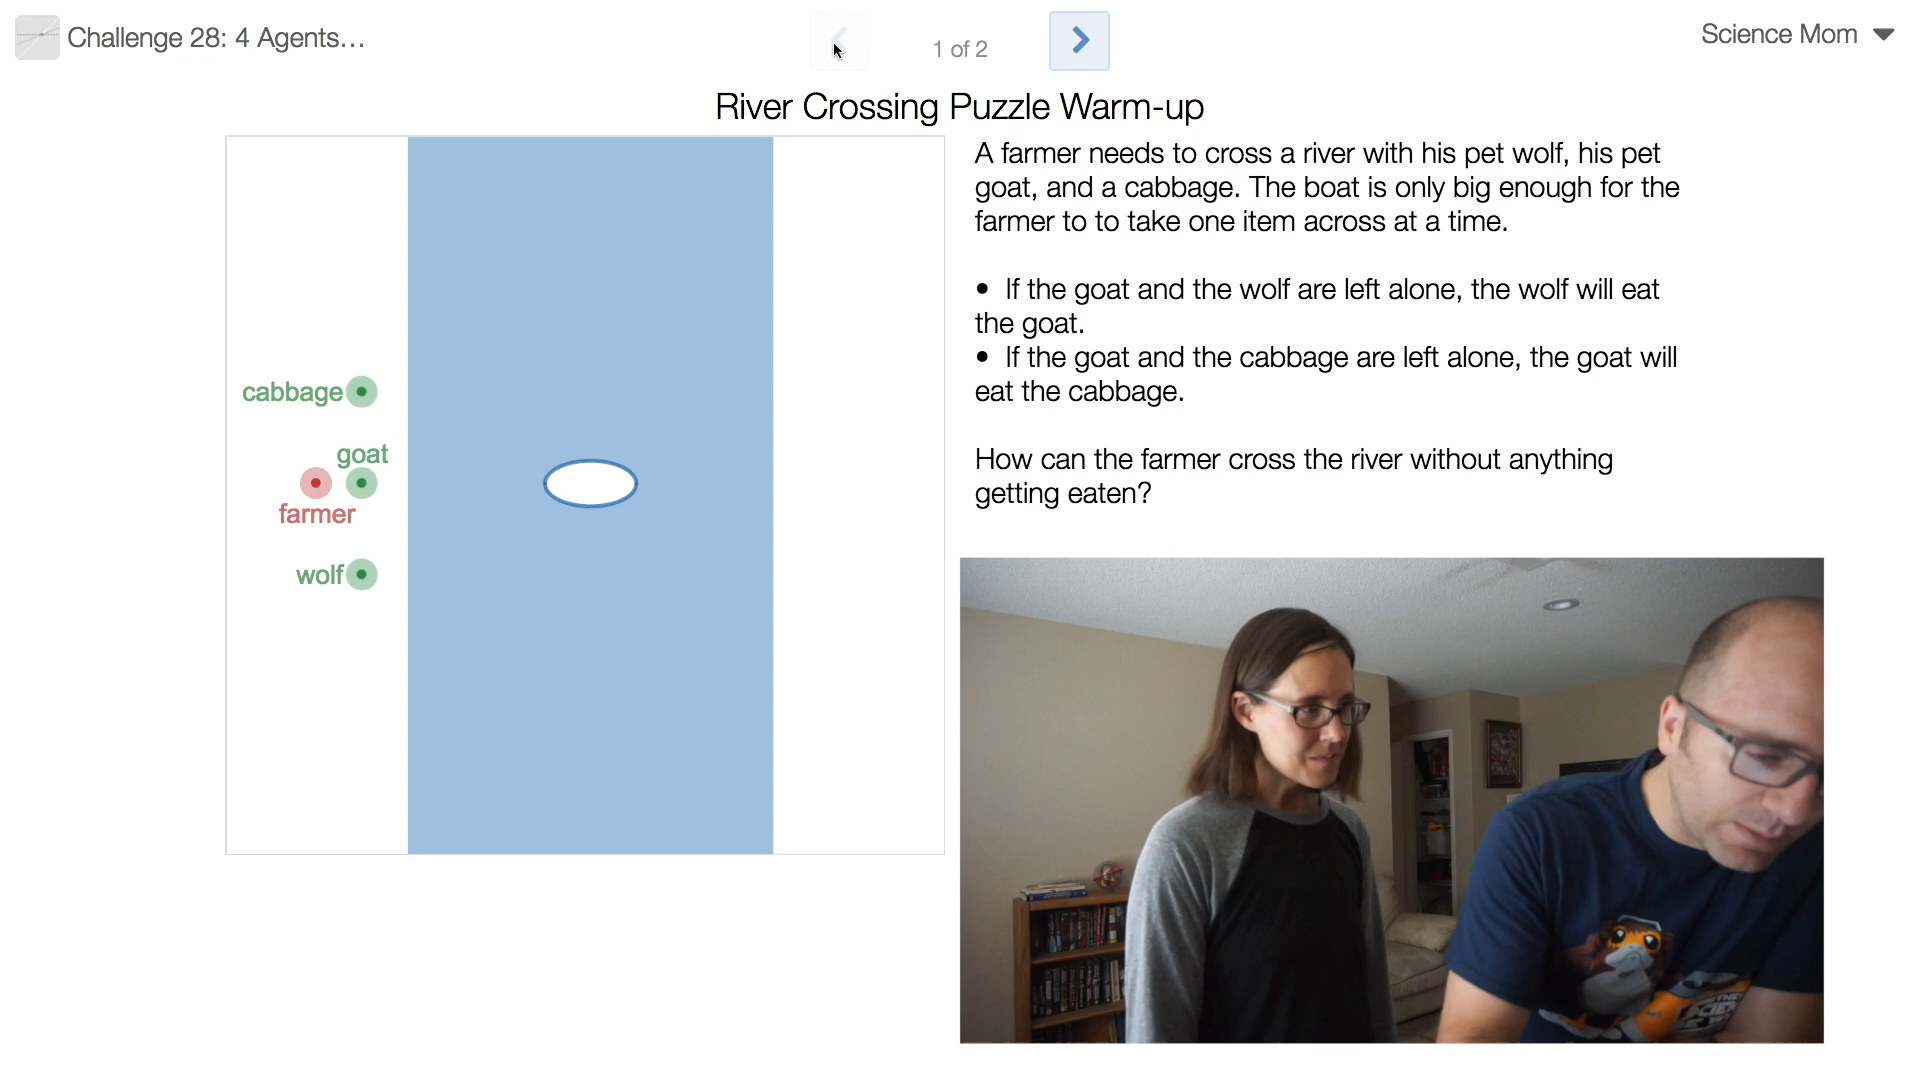 Challenge 28: 4 Agents...
1 of 2
Science Mom
River Crossing Puzzle Warm-up
A farmer needs to cross a river with his pet wolf, his pet
goat, and a cabbage. The boat is only big enough for the
farmer to to take one item across at a time.
• If the goat and the wolf are left alone, the wolf will eat
the goat.
• If the goat and the cabbage are left alone, the goat will
eat the cabbage.
How can the farmer cross the river without anything
getting eaten?
cabbage
goat
farmer
wolf